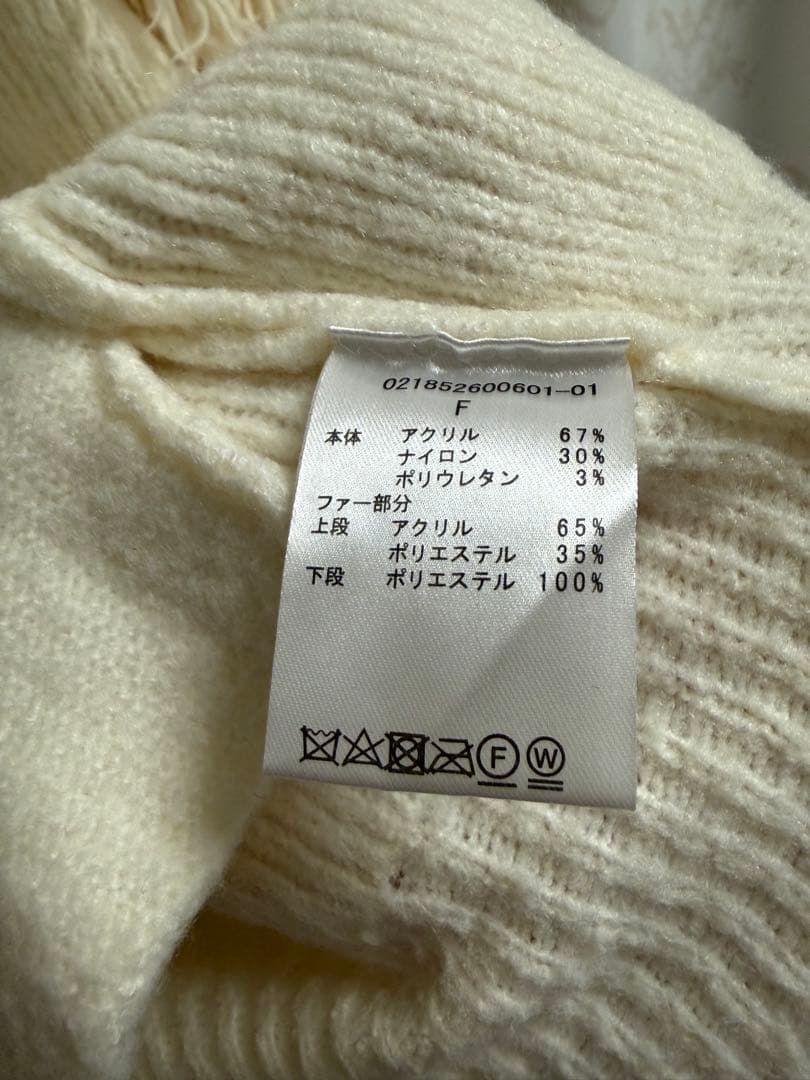 021852600601-01
F
本体 アクリル 67%
ナイロン 30%
ポリウレタン 3%
ファー部分
上段 アクリル 65%
ポリエステル 35%
下段 ポリエステル 100%
F W